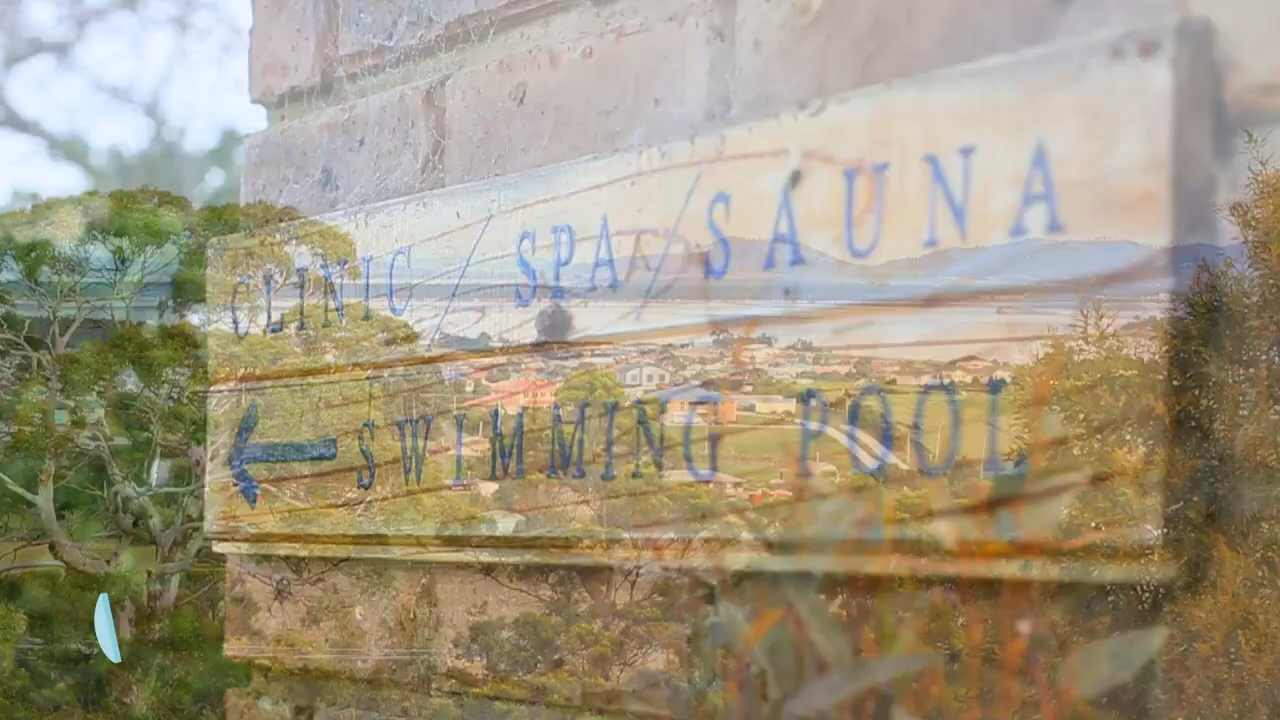 CLINIC / SPA / SAUNA
← SWIMMING POOL